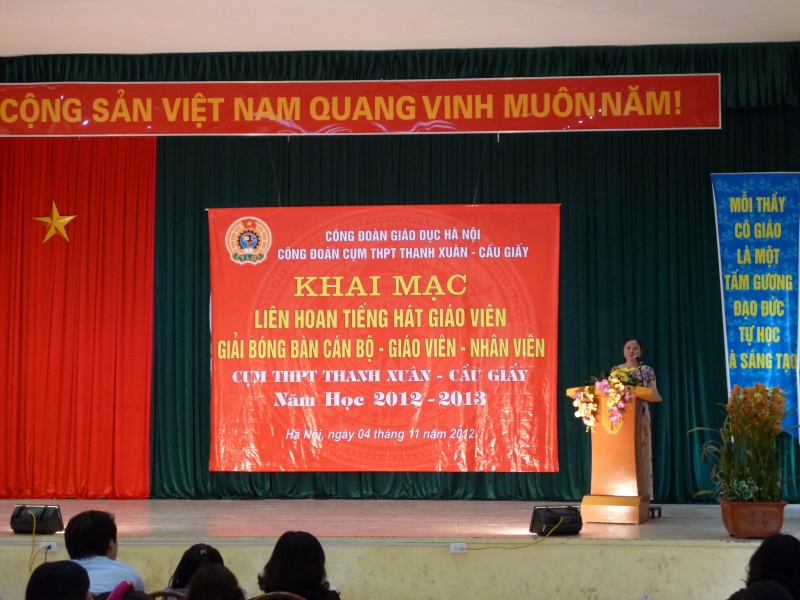 CỘNG SẢN VIỆT NAM QUANG VINH MUÔN NĂM!
CÔNG ĐOÀN GIÁO DỤC HÀ NỘI
CÔNG ĐOÀN CỤM THPT THANH XUÂN - CẦU GIẤY
KHAI MẠC
LIÊN HOAN TIẾNG HÁT GIÁO VIÊN
GIẢI BÓNG BÀN CÁN BỘ - GIÁO VIÊN - NHÂN VIÊN
CỤM THPT THANH XUÂN - CẦU GIẤY
NĂM HỌC 2012 - 2013
Hà Nội, ngày 04 tháng 11 năm 2012
MỖI THẦY
CÔ GIÁO
LÀ MỘT
TẤM GƯƠNG
ĐẠO ĐỨC
TỰ HỌC
À SÁNG TẠO